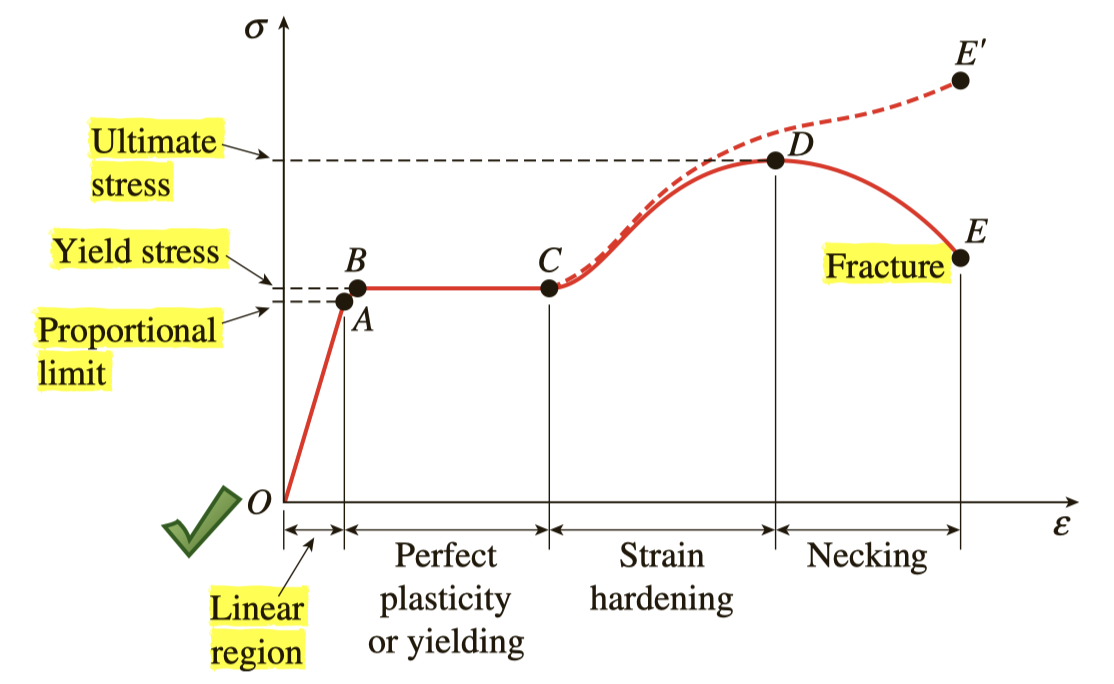 σ
E′
Ultimate
stress
D
Yield stress
B
C
E
Fracture
A
Proportional
limit
O
ε
Perfect
plasticity
or yielding
Strain
hardening
Necking
Linear
region